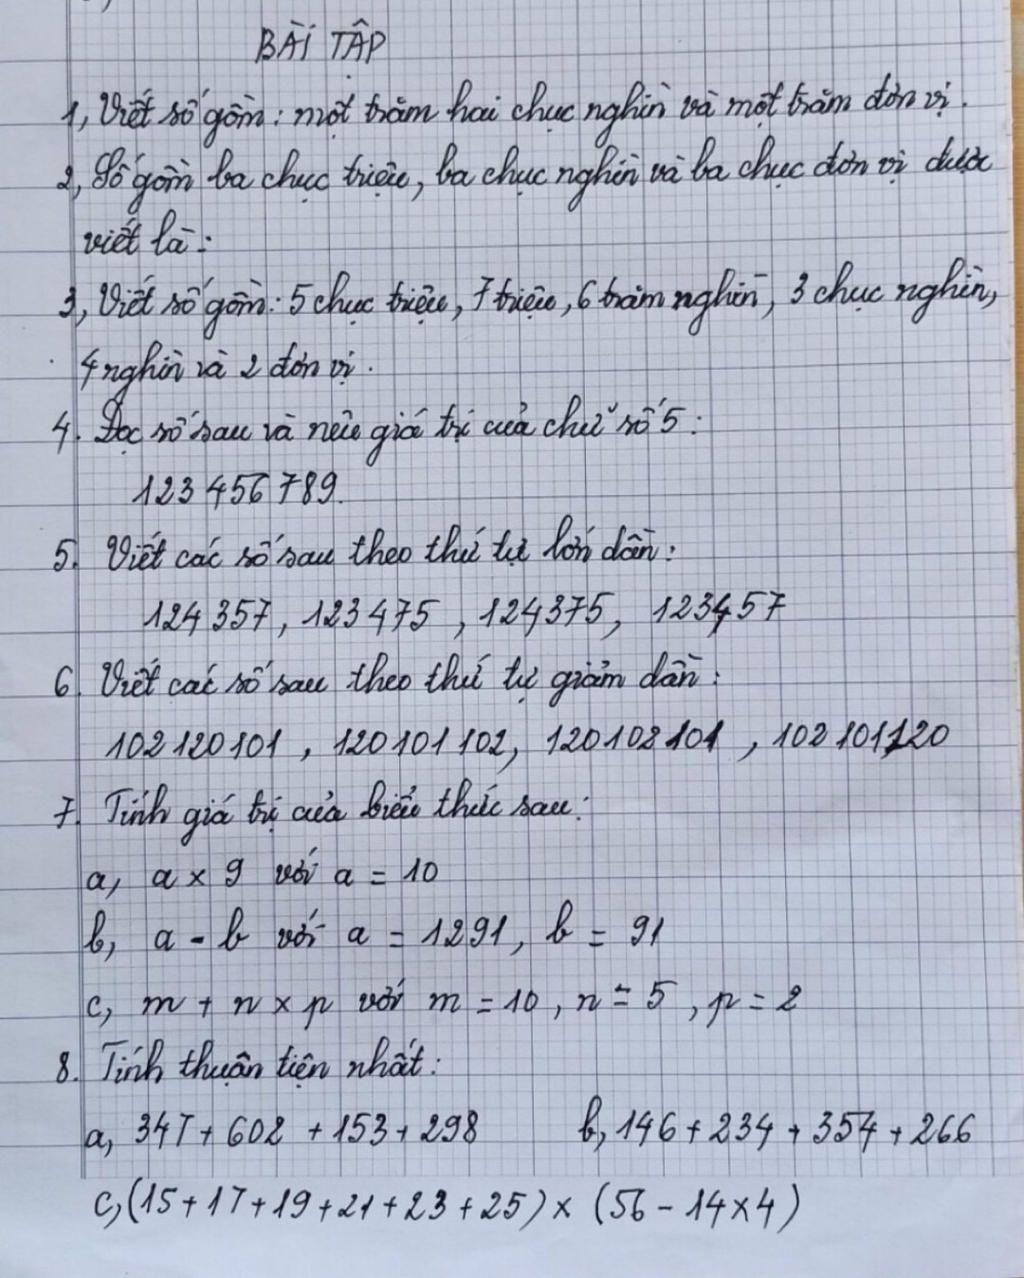 BÀI TẬP
1, Viết số gồm: một trăm hai chục nghìn và một trăm đơn vị.
2, Số gồm ba chục triệu, ba chục nghìn và ba chục đơn vị được
viết là:
3, Viết số gồm: 5 chục triệu, 7 triệu, 6 trăm nghìn, 3 chục nghìn,
4 nghìn và 2 đơn vị.
4. Đọc số sau và nêu giá trị của chữ số 5:
123 456 789.
5. Viết các số sau theo thứ tự lớn dần:
124 357, 123 475, 124 375, 123 457
6. Viết các số sau theo thứ tự giảm dần:
102 120 101, 120 101 102, 120 102 101, 102 101 120
7. Tính giá trị của biểu thức sau:
a, a × 9 với a = 10
b, a - b với a = 1291, b = 91
c, m + n × p với m = 10, n = 5, p = 2
8. Tính thuận tiện nhất:
a, 347 + 602 + 153 + 298 b, 146 + 234 + 354 + 266
c, (15 + 17 + 19 + 21 + 23 + 25) × (56 - 14 × 4)